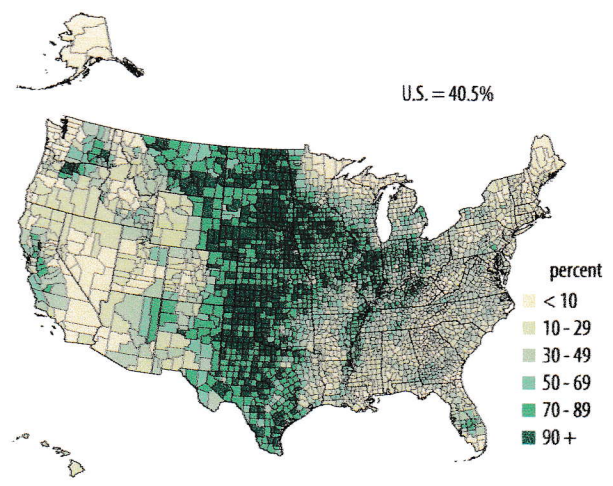 U.S. = 40.5%
percent
< 10
10 - 29
30 - 49
50 - 69
70 - 89
90 +